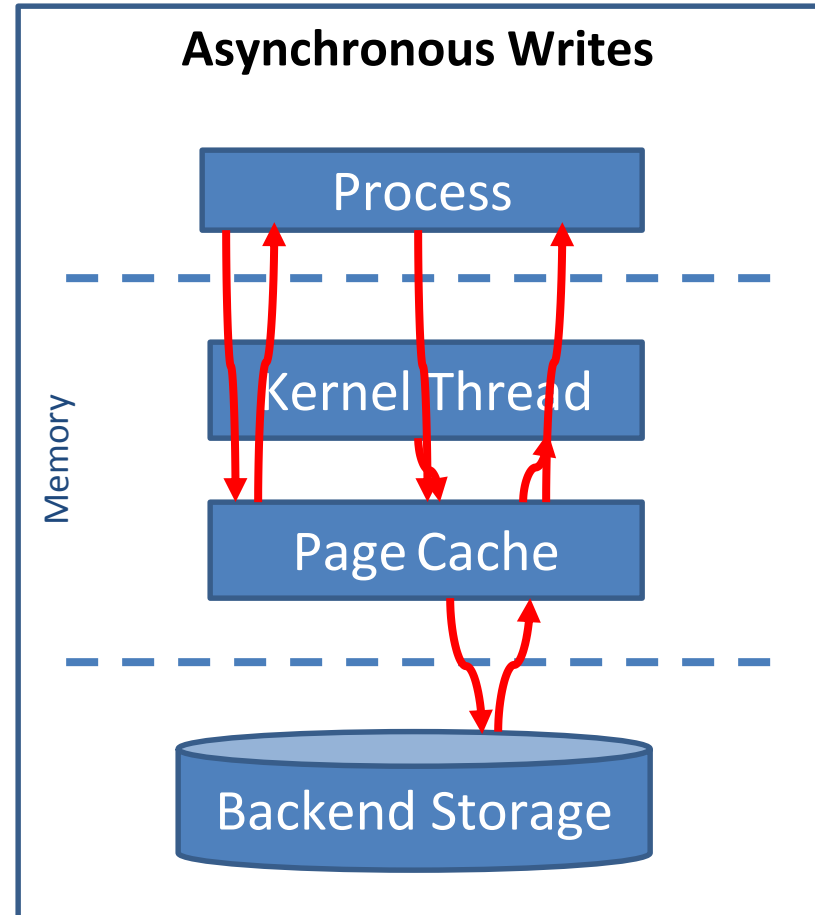 Asynchronous Writes
Process
Kernel Thread
Memory
Page Cache
Backend Storage